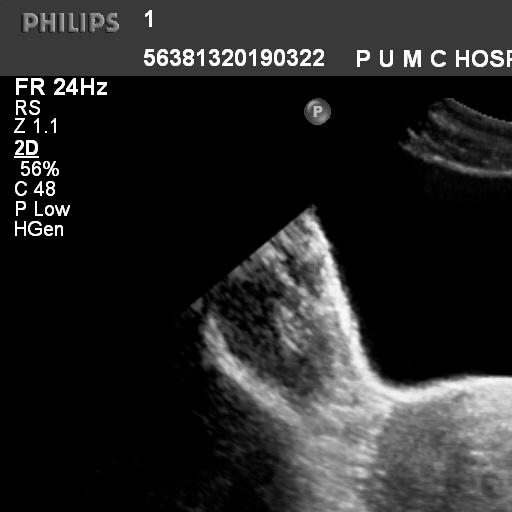 PHILIPS
1
56381320190322 P U M C HOSP
FR 24Hz
RS
Z 1.1
2D
56%
C 48
P Low
HGen
P